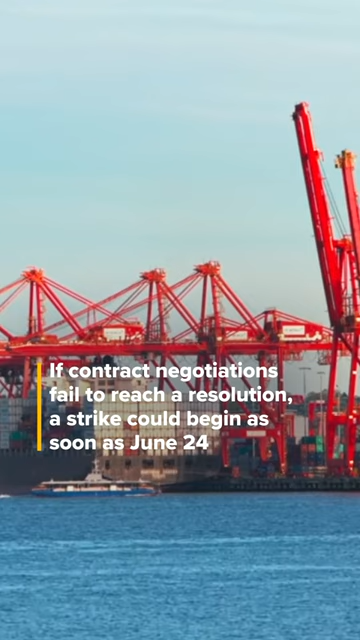 If contract negotiations
fail to reach a resolution,
a strike could begin as
soon as June 24